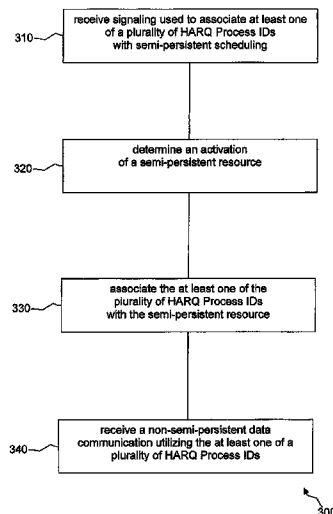 310
receive signaling used to associate at least one
of a plurality of HARQ Process IDs
with semi-persistent scheduling
320
determine an activation
of a semi-persistent resource
330
associate the at least one of the
plurality of HARQ Process IDs
with the semi-persistent resource
340
receive a non-semi-persistent data
communication utilizing the at least one of a
plurality of HARQ Process IDs
300